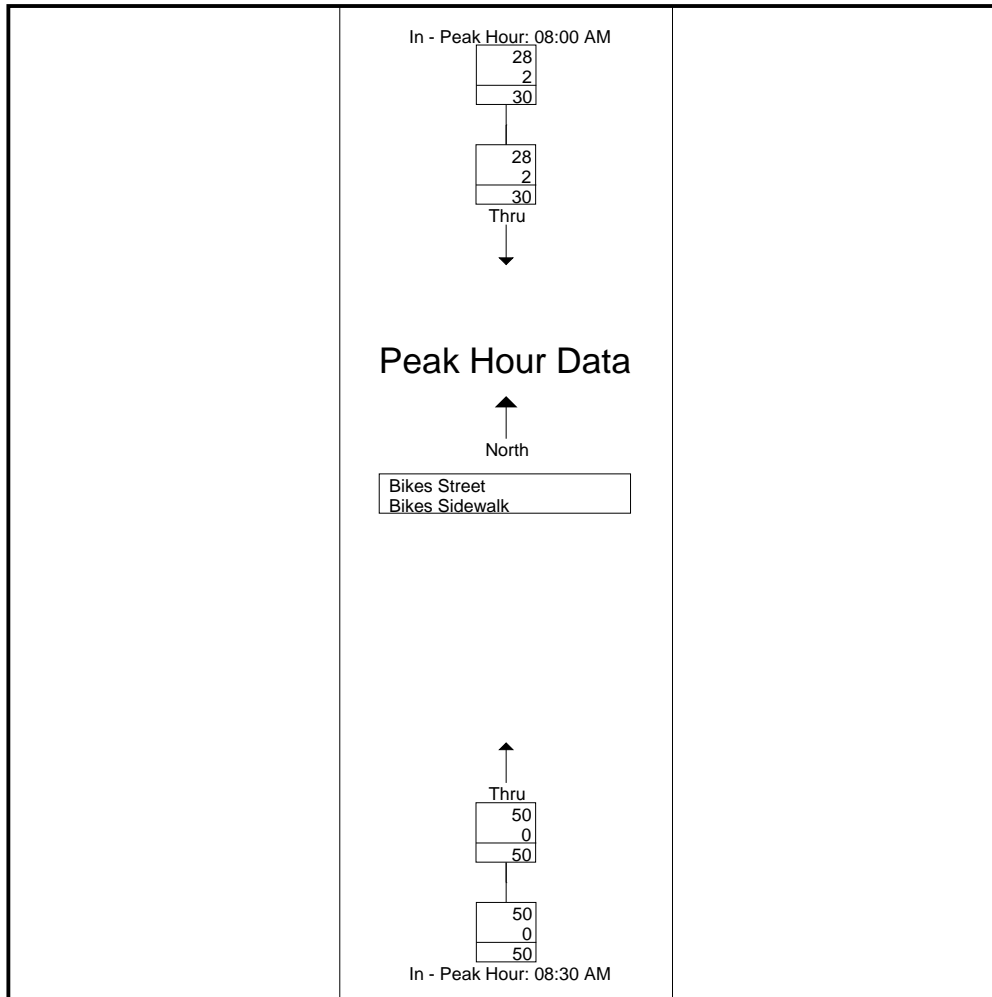 In - Peak Hour: 08:00 AM
28
2
30
28
2
30
Thru
Peak Hour Data
North
Bikes Street
Bikes Sidewalk
Thru
50
0
50
50
0
50
In - Peak Hour: 08:30 AM